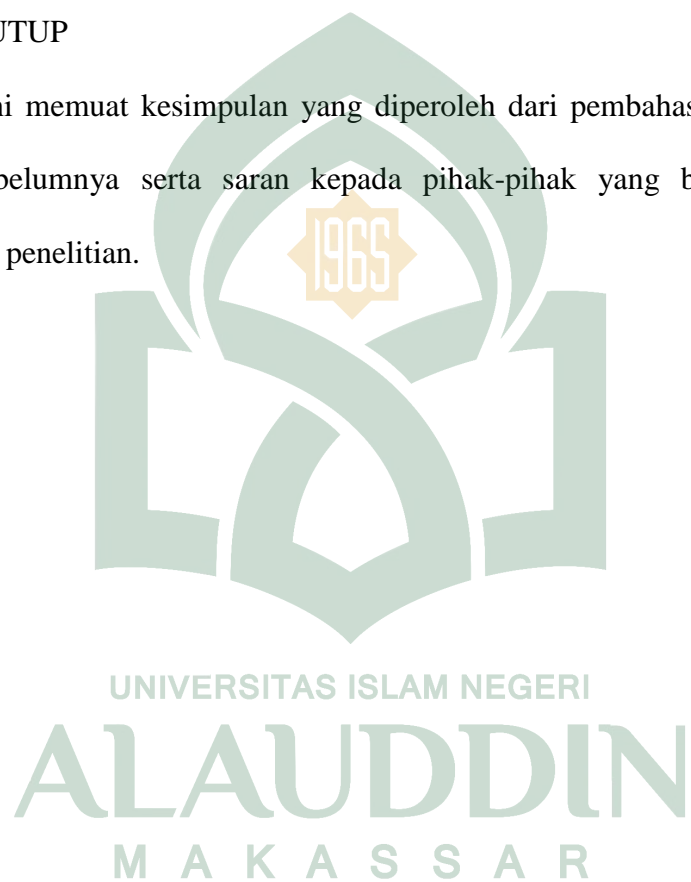 UTUP
ni memuat kesimpulan yang diperoleh dari pembahas
belumnya serta saran kepada pihak-pihak yang b
penelitian.
1965
UNIVERSITAS ISLAM NEGERI
ALAUDDIN
MAKASSAR